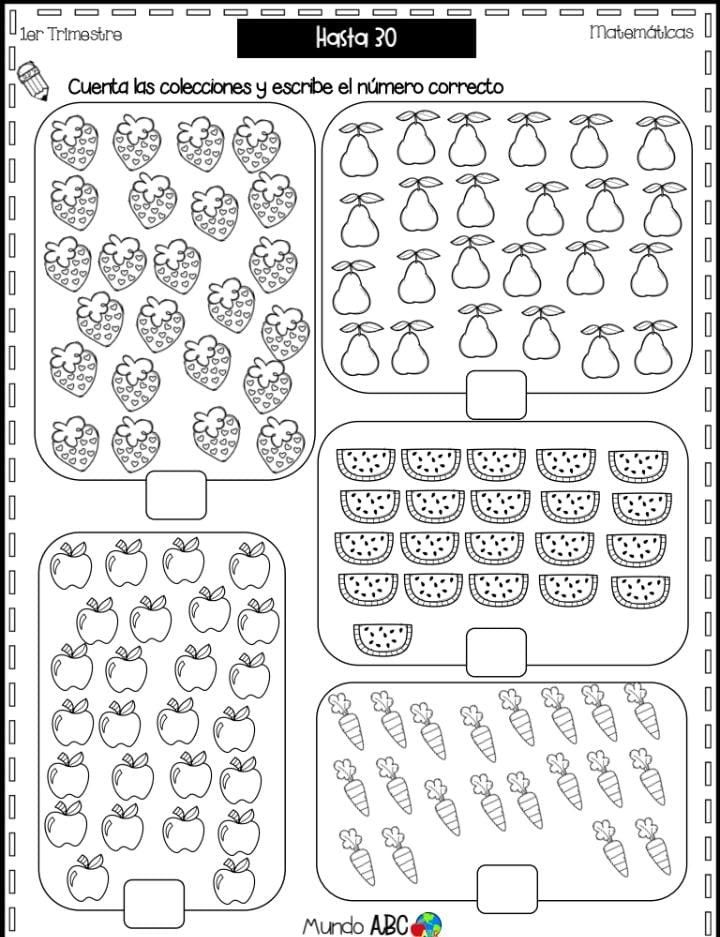 1er Trimestre
Hasta 30
Matemáticas
Cuenta las colecciones y escribe el número correcto
Mundo ABC